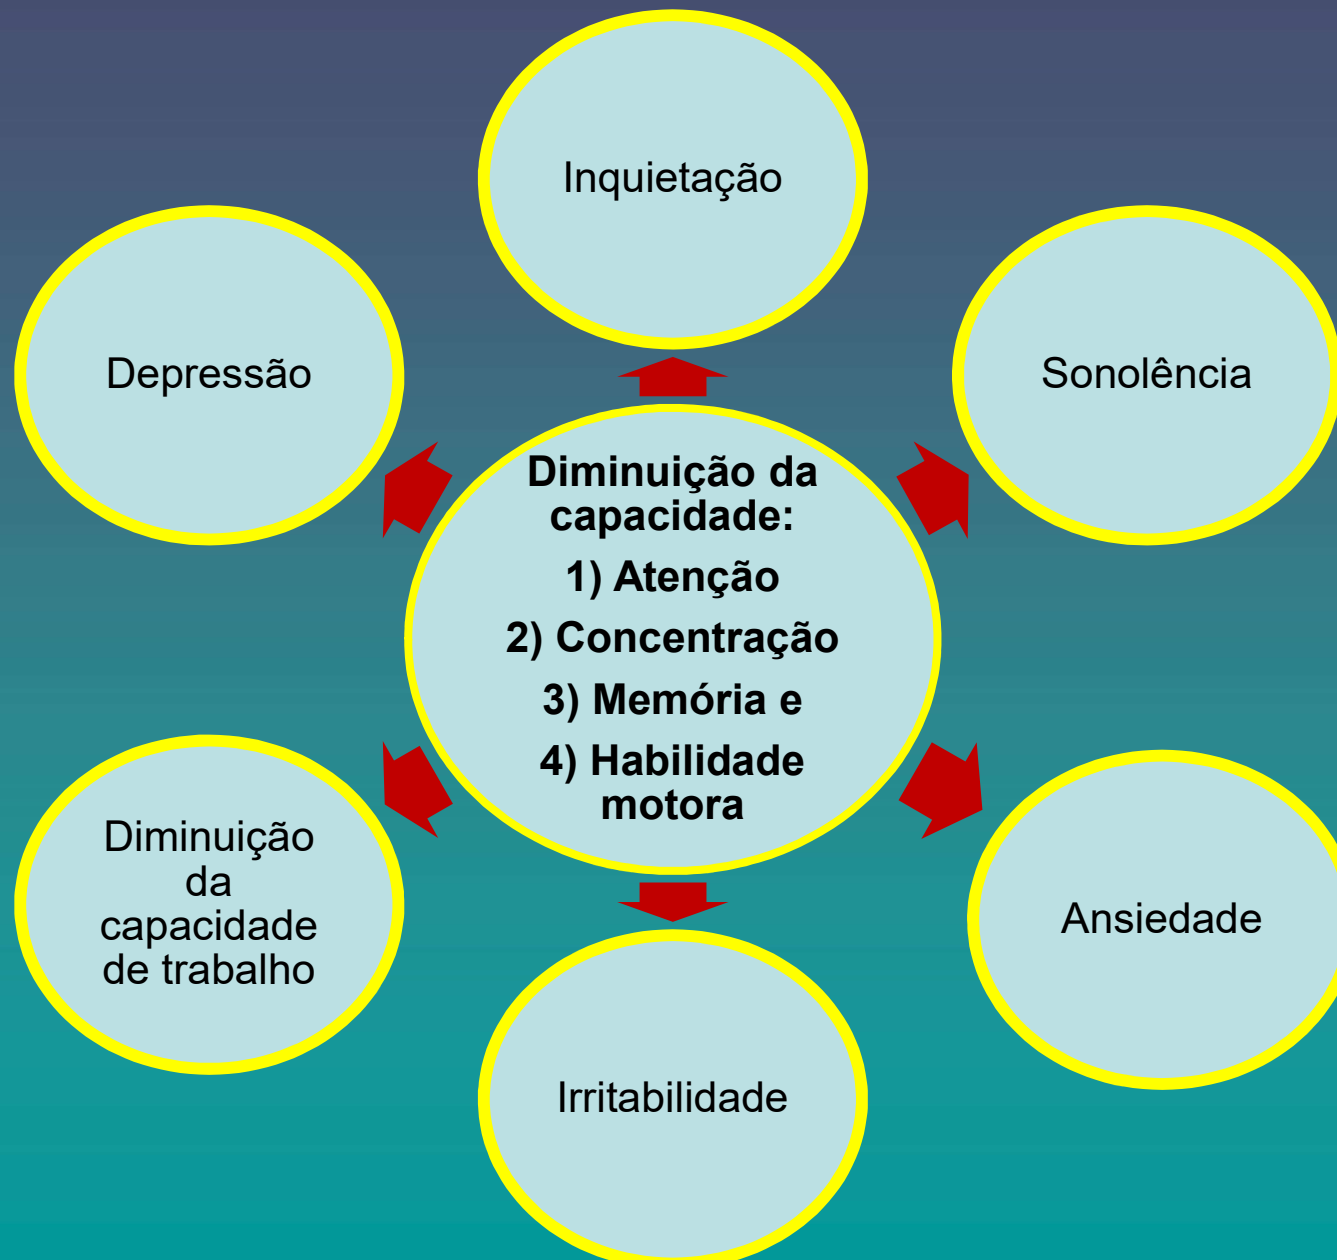 Inquietação
Depressão
Sonolência
Diminuição da
capacidade:
1) Atenção
2) Concentração
3) Memória e
4) Habilidade
motora
Diminuição
da
capacidade
de trabalho
Ansiedade
Irritabilidade